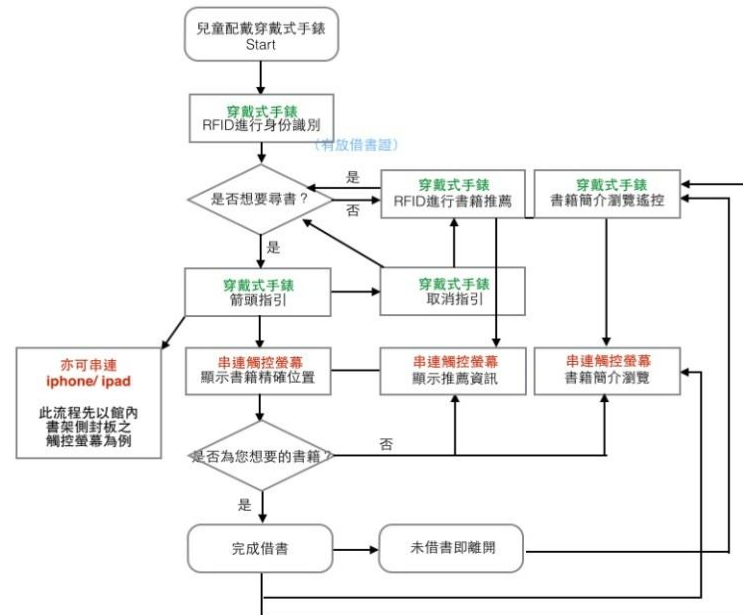 兒童配戴穿戴式手錶
Start
穿戴式手錶
RFID進行身份識別
（有放借書證）
是否想要尋書？
是
否
穿戴式手錶
RFID進行書籍推薦
穿戴式手錶
書籍簡介瀏覽遙控
是
穿戴式手錶
箭頭指引
穿戴式手錶
取消指引
亦可串連
iphone/ ipad
此流程先以館內
書架側封板之
觸控螢幕為例
串連觸控螢幕
顯示書籍精確位置
串連觸控螢幕
顯示推薦資訊
串連觸控螢幕
書籍簡介瀏覽
是否為您想要的書籍？
否
是
完成借書
未借書即離開